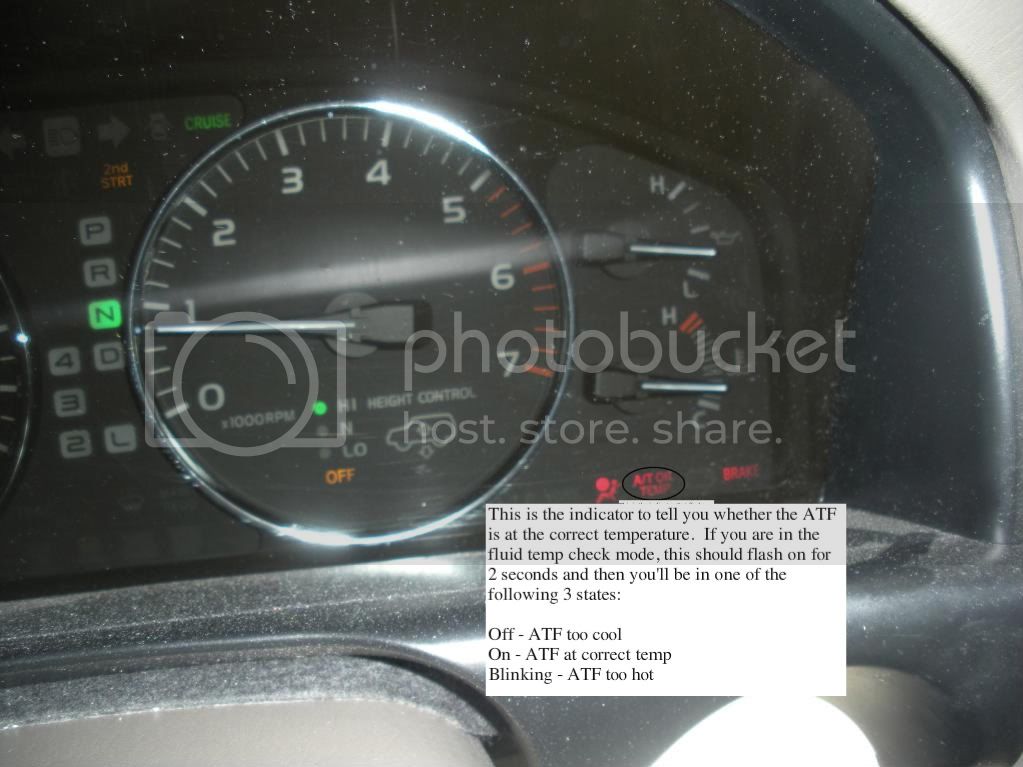 CRUISE
2nd
STRT
P
R
N
4 D
3
2 L
0
1
2
3
4
5
6
7
x1000RPM
HI HEIGHT CONTROL
N
LO
OFF
H
L
H
C
A/T OIL
TEMP
BRAKE
photobucket
host. store. share.
This is the indicator to tell you whether the ATF
is at the correct temperature. If you are in the
fluid temp check mode, this should flash on for
2 seconds and then you'll be in one of the
following 3 states:
Off - ATF too cool
On - ATF at correct temp
Blinking - ATF too hot